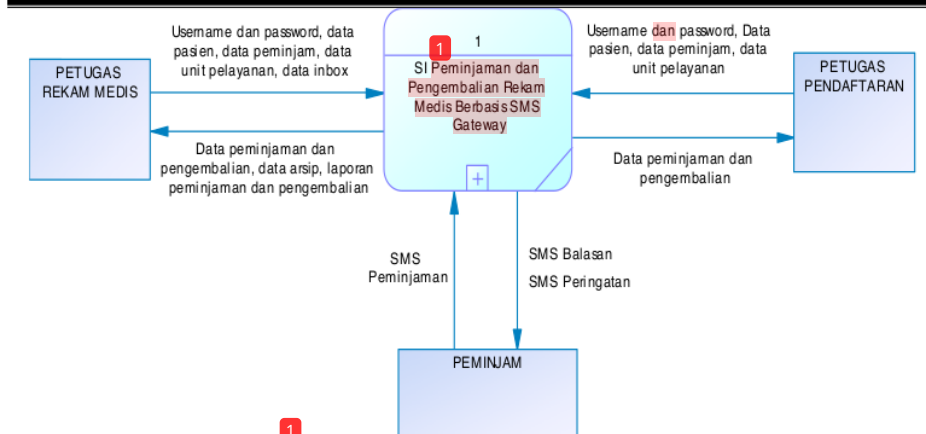 Username dan password, data
pasien, data peminjam, data
unit pelayanan, data inbox
1
1
Username dan password, Data
pasien, data peminjam, data
unit pelayanan
PETUGAS
REKAM MEDIS
SI Peminjaman dan
Pengembalian Rekam
Medis Berbasis SMS
Gateway
PETUGAS
PENDAFTARAN
Data peminjaman dan
pengembalian, data arsip, laporan
peminjaman dan pengembalian
+
Data peminjaman dan
pengembalian
SMS
Peminjaman
SMS Balasan
SMS Peringatan
PEMINJAM
1